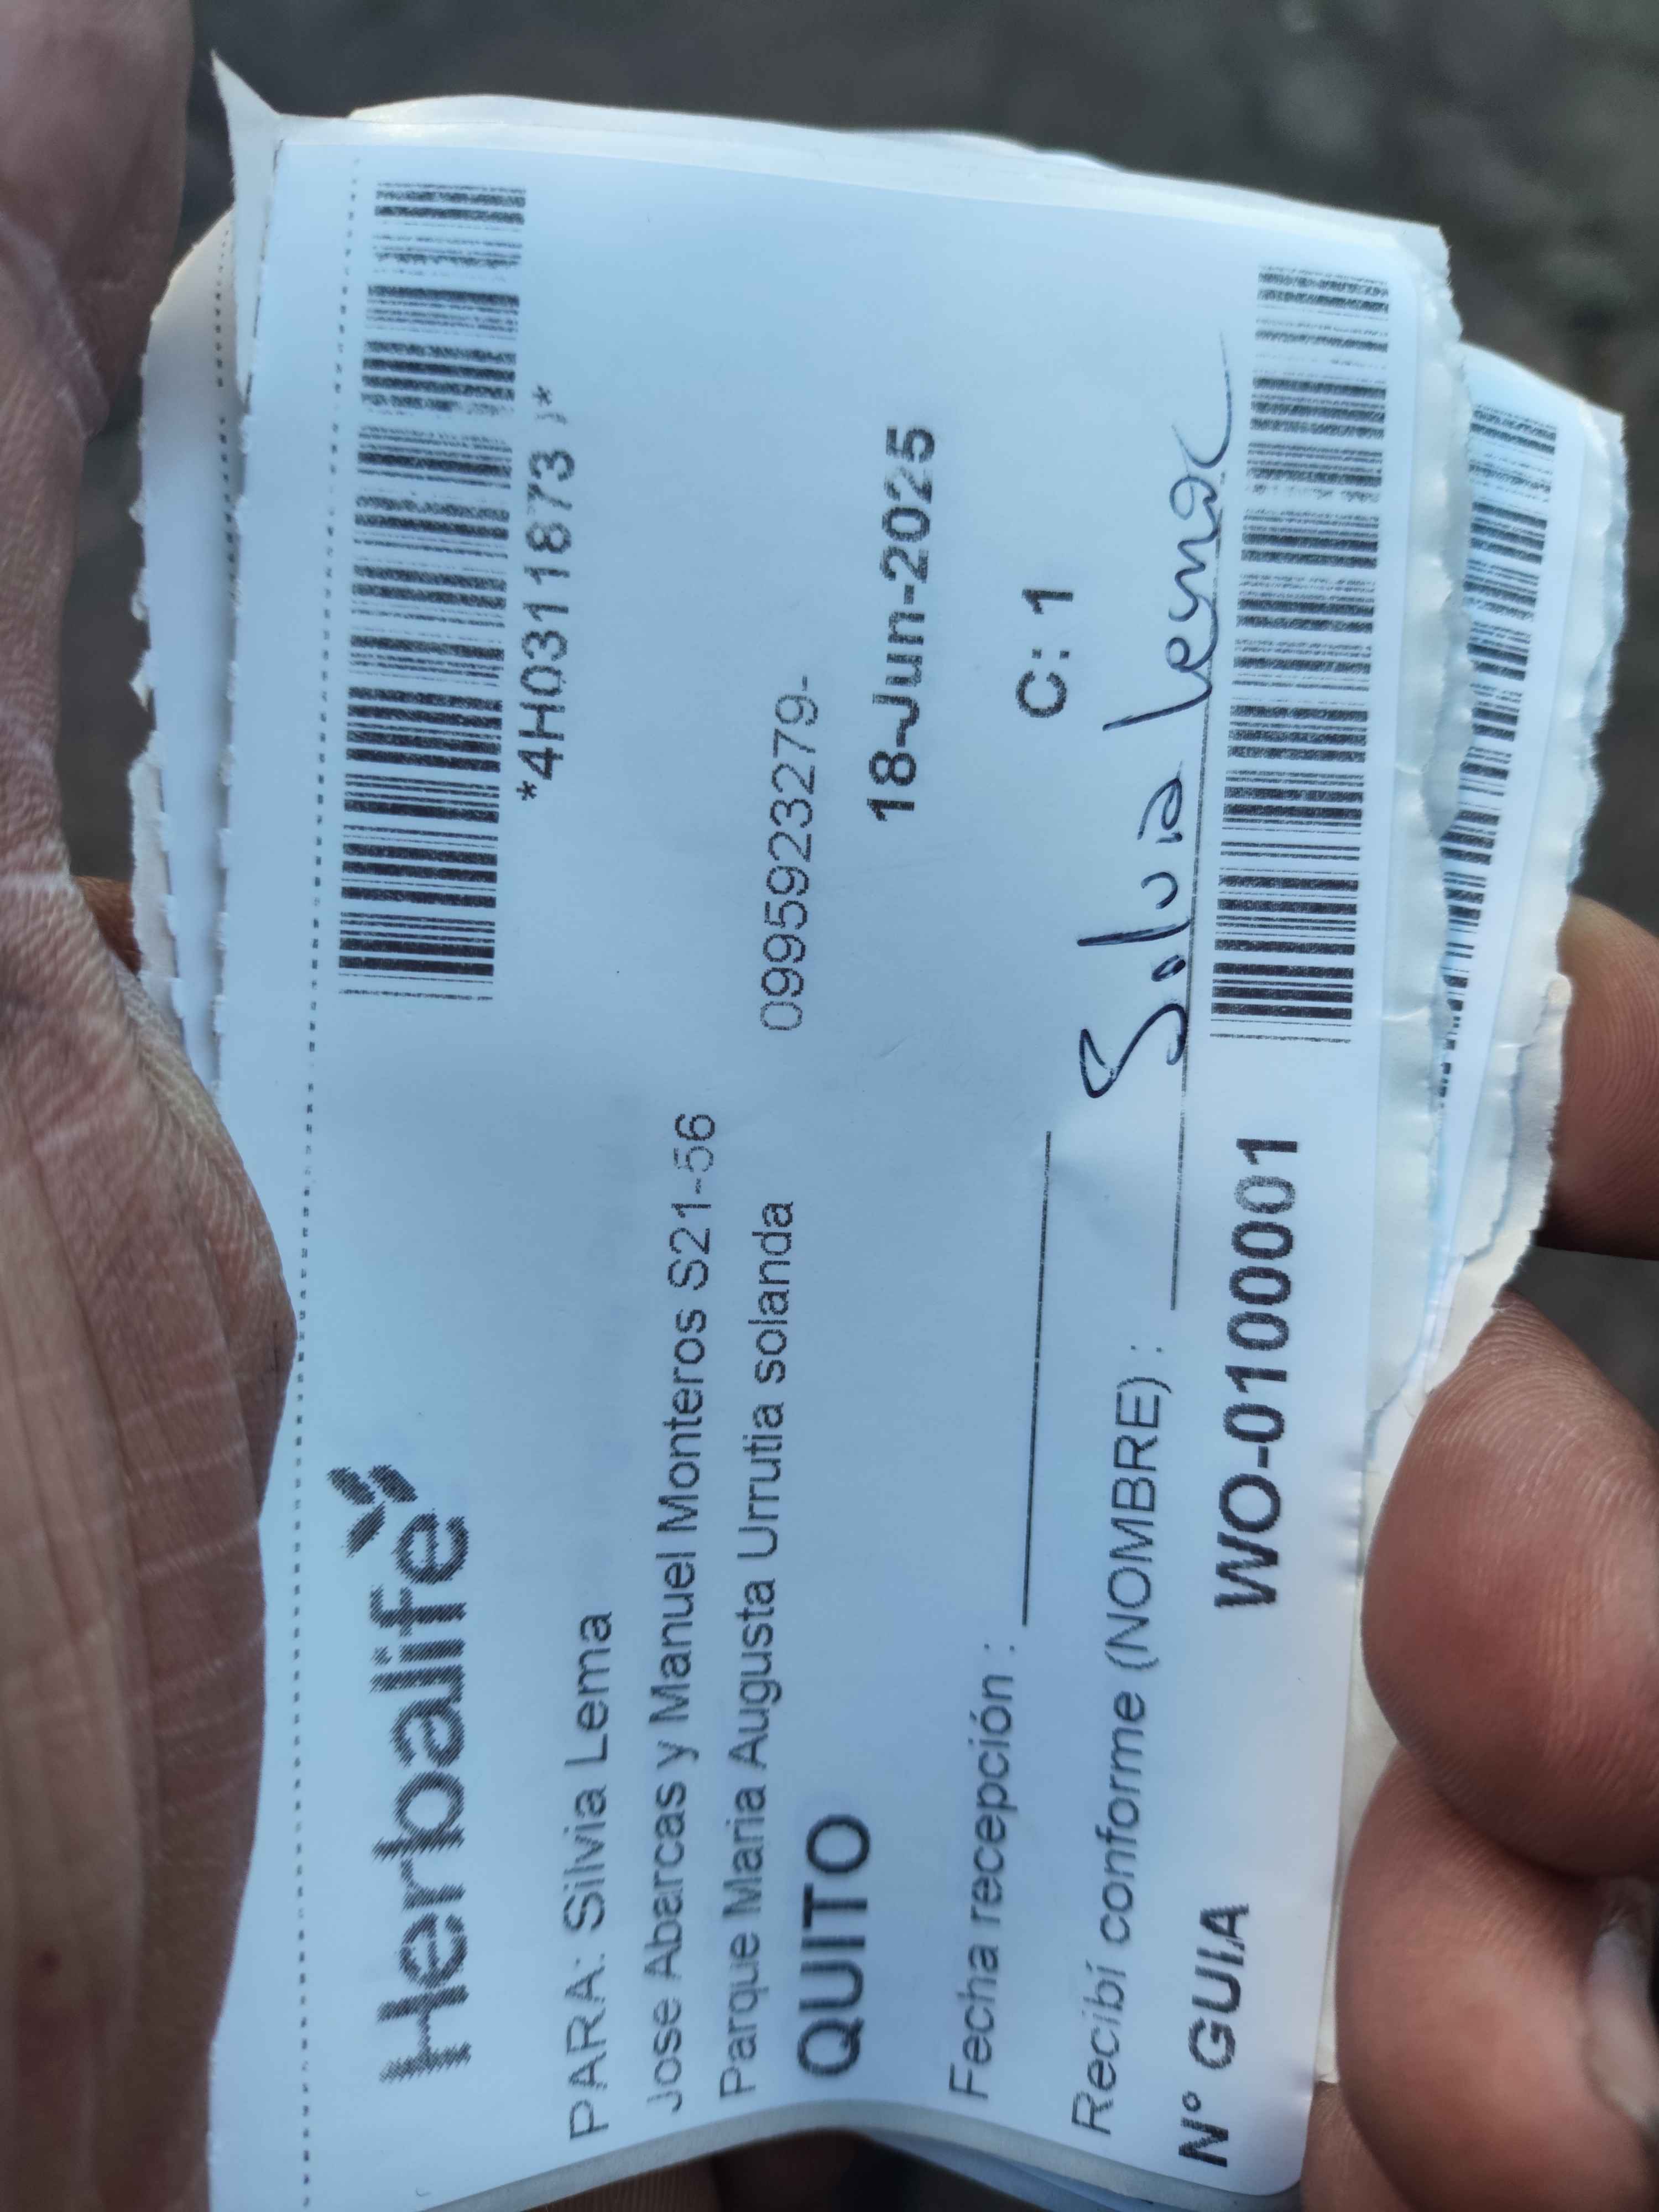 Herbalife
*4H0311873 )*
PARA: Silvia Lema
Jose Abarcas y Manuel Monteros S21-56
Parque Maria Augusta Urrutia solanda
0995923279-
QUITO
18-Jun-2025
Fecha recepción :
C: 1
Recibí conforme (NOMBRE) : Silvia lema
N° GUIA WO-0100001